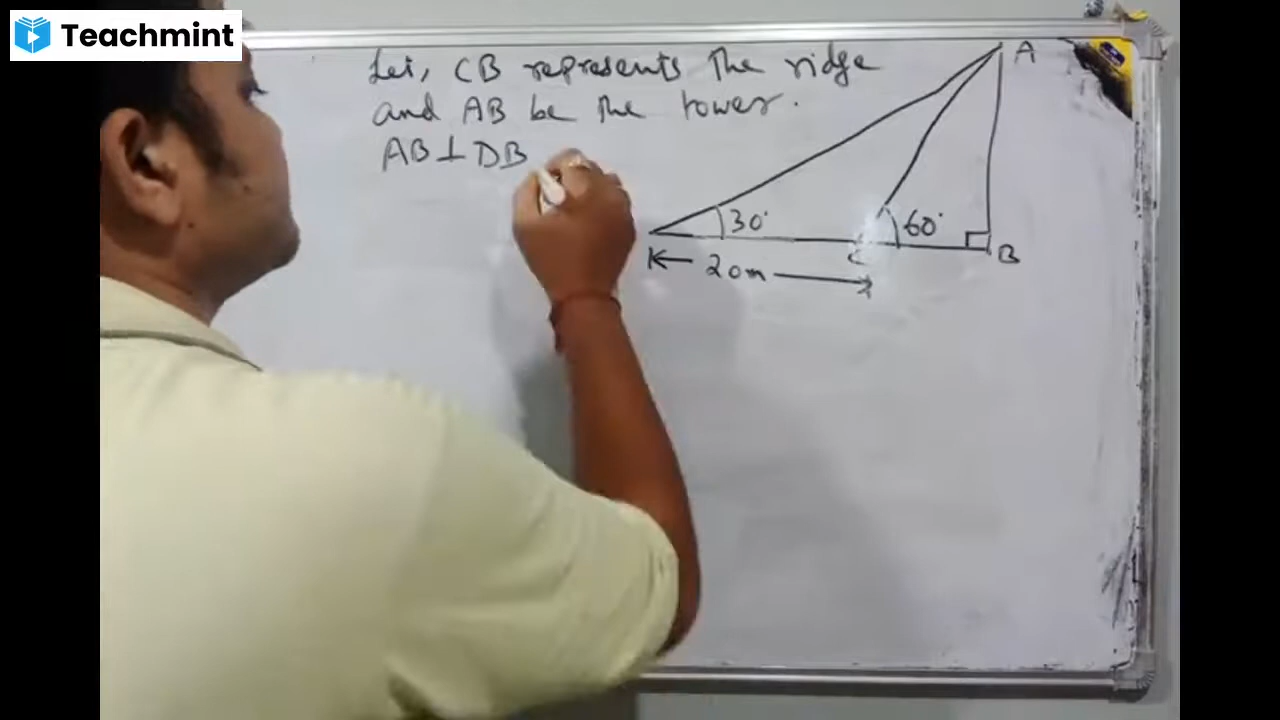 Teachmint
Let, CB represents the ridge
and AB be the tower.
AB⊥DB
A
30°
60°
C
B
20m